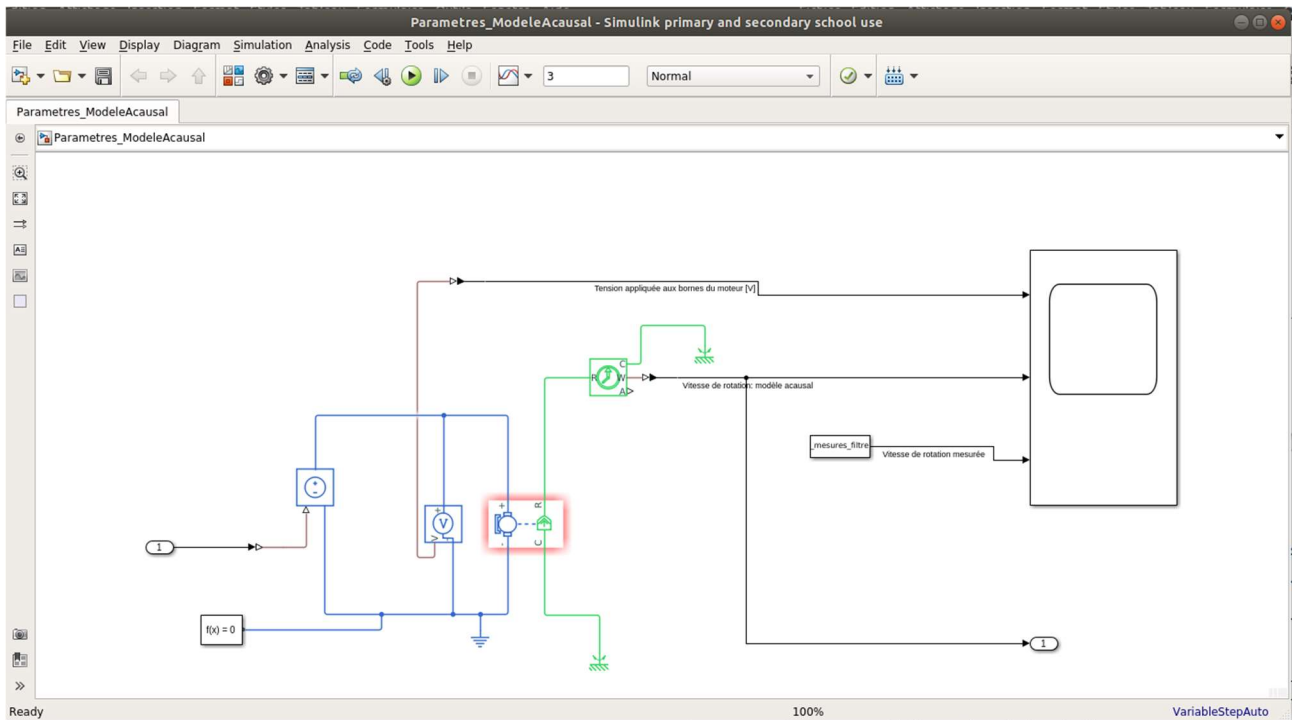 Parametres_ModeleAcausal - Simulink primary and secondary school use
File Edit View Display Diagram Simulation Analysis Code Tools Help
3
Normal
Parametres_ModeleAcausal
Parametres_ModeleAcausal
Tension appliquée aux bornes du moteur [V]
C
R
W
A
Vitesse de rotation: modèle acausal
_mesures_filtre
Vitesse de rotation mesurée
+
-
+
V
V
+
R
-
C
1
f(x) = 0
1
Ready
100%
VariableStepAuto